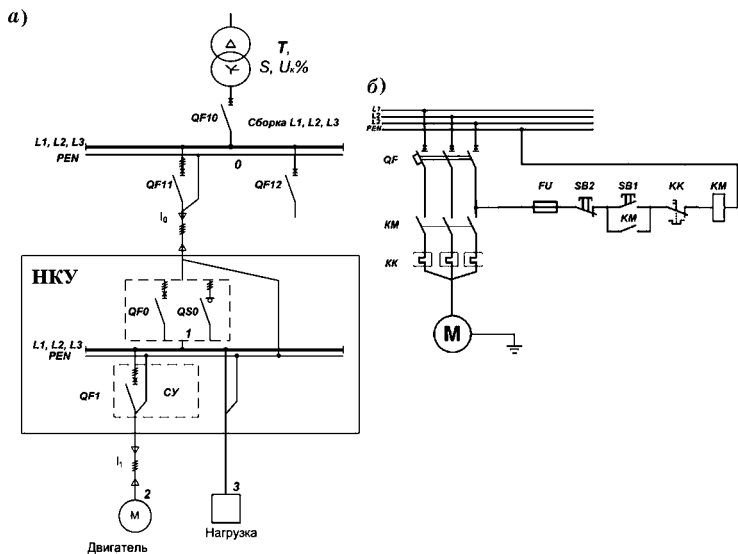 а)
T,
S, Uк%
QF10
Сборка L1, L2, L3
L1, L2, L3
PEN
0
QF11
QF12
l0
НКУ
QF0
QS0
1
L1, L2, L3
PEN
QF1
СУ
l1
2
3
М
Двигатель
Нагрузка
б)
L1
L2
L3
PEN
QF
FU
SB2
SB1
KK
KM
KM
KM
KK
М